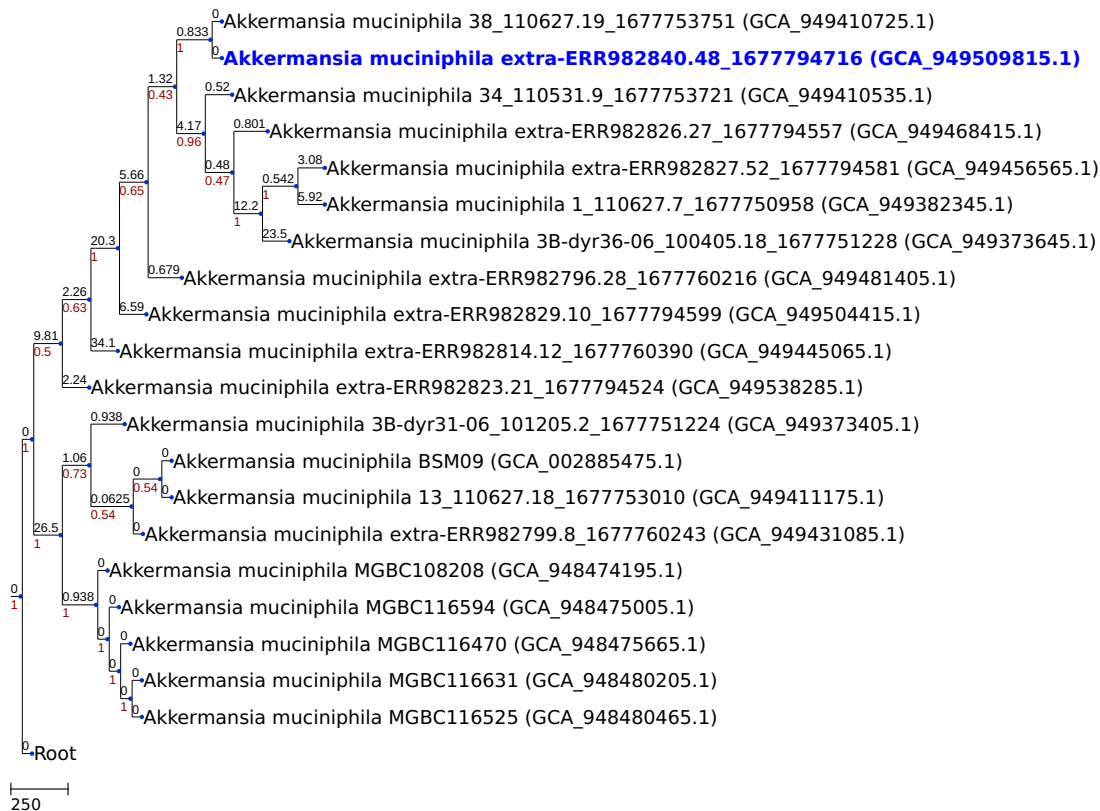 0
Akkermansia muciniphila 38_110627.19_1677753751 (GCA_949410725.1)
0.833
1
0
Akkermansia muciniphila extra-ERR982840.48_1677794716 (GCA_949509815.1)
1.32
0.43
0.52
Akkermansia muciniphila 34_110531.9_1677753721 (GCA_949410535.1)
4.17
0.96
0.801
Akkermansia muciniphila extra-ERR982826.27_1677794557 (GCA_949468415.1)
0.48
0.47
3.08
Akkermansia muciniphila extra-ERR982827.52_1677794581 (GCA_949456565.1)
5.66
0.65
0.542
1
5.92
Akkermansia muciniphila 1_110627.7_1677750958 (GCA_949382345.1)
12.2
1
23.5
Akkermansia muciniphila 3B-dyr36-06_100405.18_1677751228 (GCA_949373645.1)
20.3
1
0.679
Akkermansia muciniphila extra-ERR982796.28_1677760216 (GCA_949481405.1)
2.26
0.63
6.59
Akkermansia muciniphila extra-ERR982829.10_1677794599 (GCA_949504415.1)
9.81
0.5
34.1
Akkermansia muciniphila extra-ERR982814.12_1677760390 (GCA_949445065.1)
2.24
Akkermansia muciniphila extra-ERR982823.21_1677794524 (GCA_949538285.1)
0
1
0.938
Akkermansia muciniphila 3B-dyr31-06_101205.2_1677751224 (GCA_949373405.1)
1.06
0.73
0
Akkermansia muciniphila BSM09 (GCA_002885475.1)
0
0.54
0
Akkermansia muciniphila 13_110627.18_1677753010 (GCA_949411175.1)
0.0625
0.54
0
Akkermansia muciniphila extra-ERR982799.8_1677760243 (GCA_949431085.1)
26.5
1
0
Akkermansia muciniphila MGBC108208 (GCA_948474195.1)
0.938
1
0
Akkermansia muciniphila MGBC116594 (GCA_948475005.1)
0
1
0
1
0
Akkermansia muciniphila MGBC116470 (GCA_948475665.1)
0
1
0
Akkermansia muciniphila MGBC116631 (GCA_948480205.1)
0
1
0
Akkermansia muciniphila MGBC116525 (GCA_948480465.1)
0
Root
250